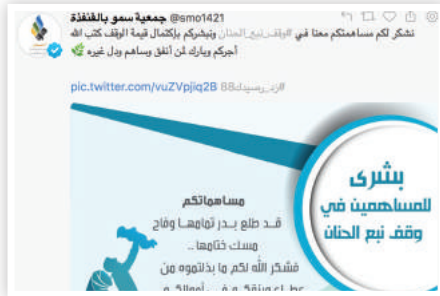 جمعية سمو بالقنفذة @smo1421
نشكر لكم مساهمتكم معنا في #وقف_نبع_الحنان ونبشركم بإكتمال قيمة الوقف كتب الله
أجركم وبارك لمن أنفق وساهم ودل غيره
#زد_رصيدك88 pic.twitter.com/vuZVpjiq2B
بشرى
للمساهمين في
وقف نبع الحنان
مساهماتكم
قد طلع بدر تمامها وفاح
مسك ختامها ..
فشكر الله لكم ما بذلتموه من